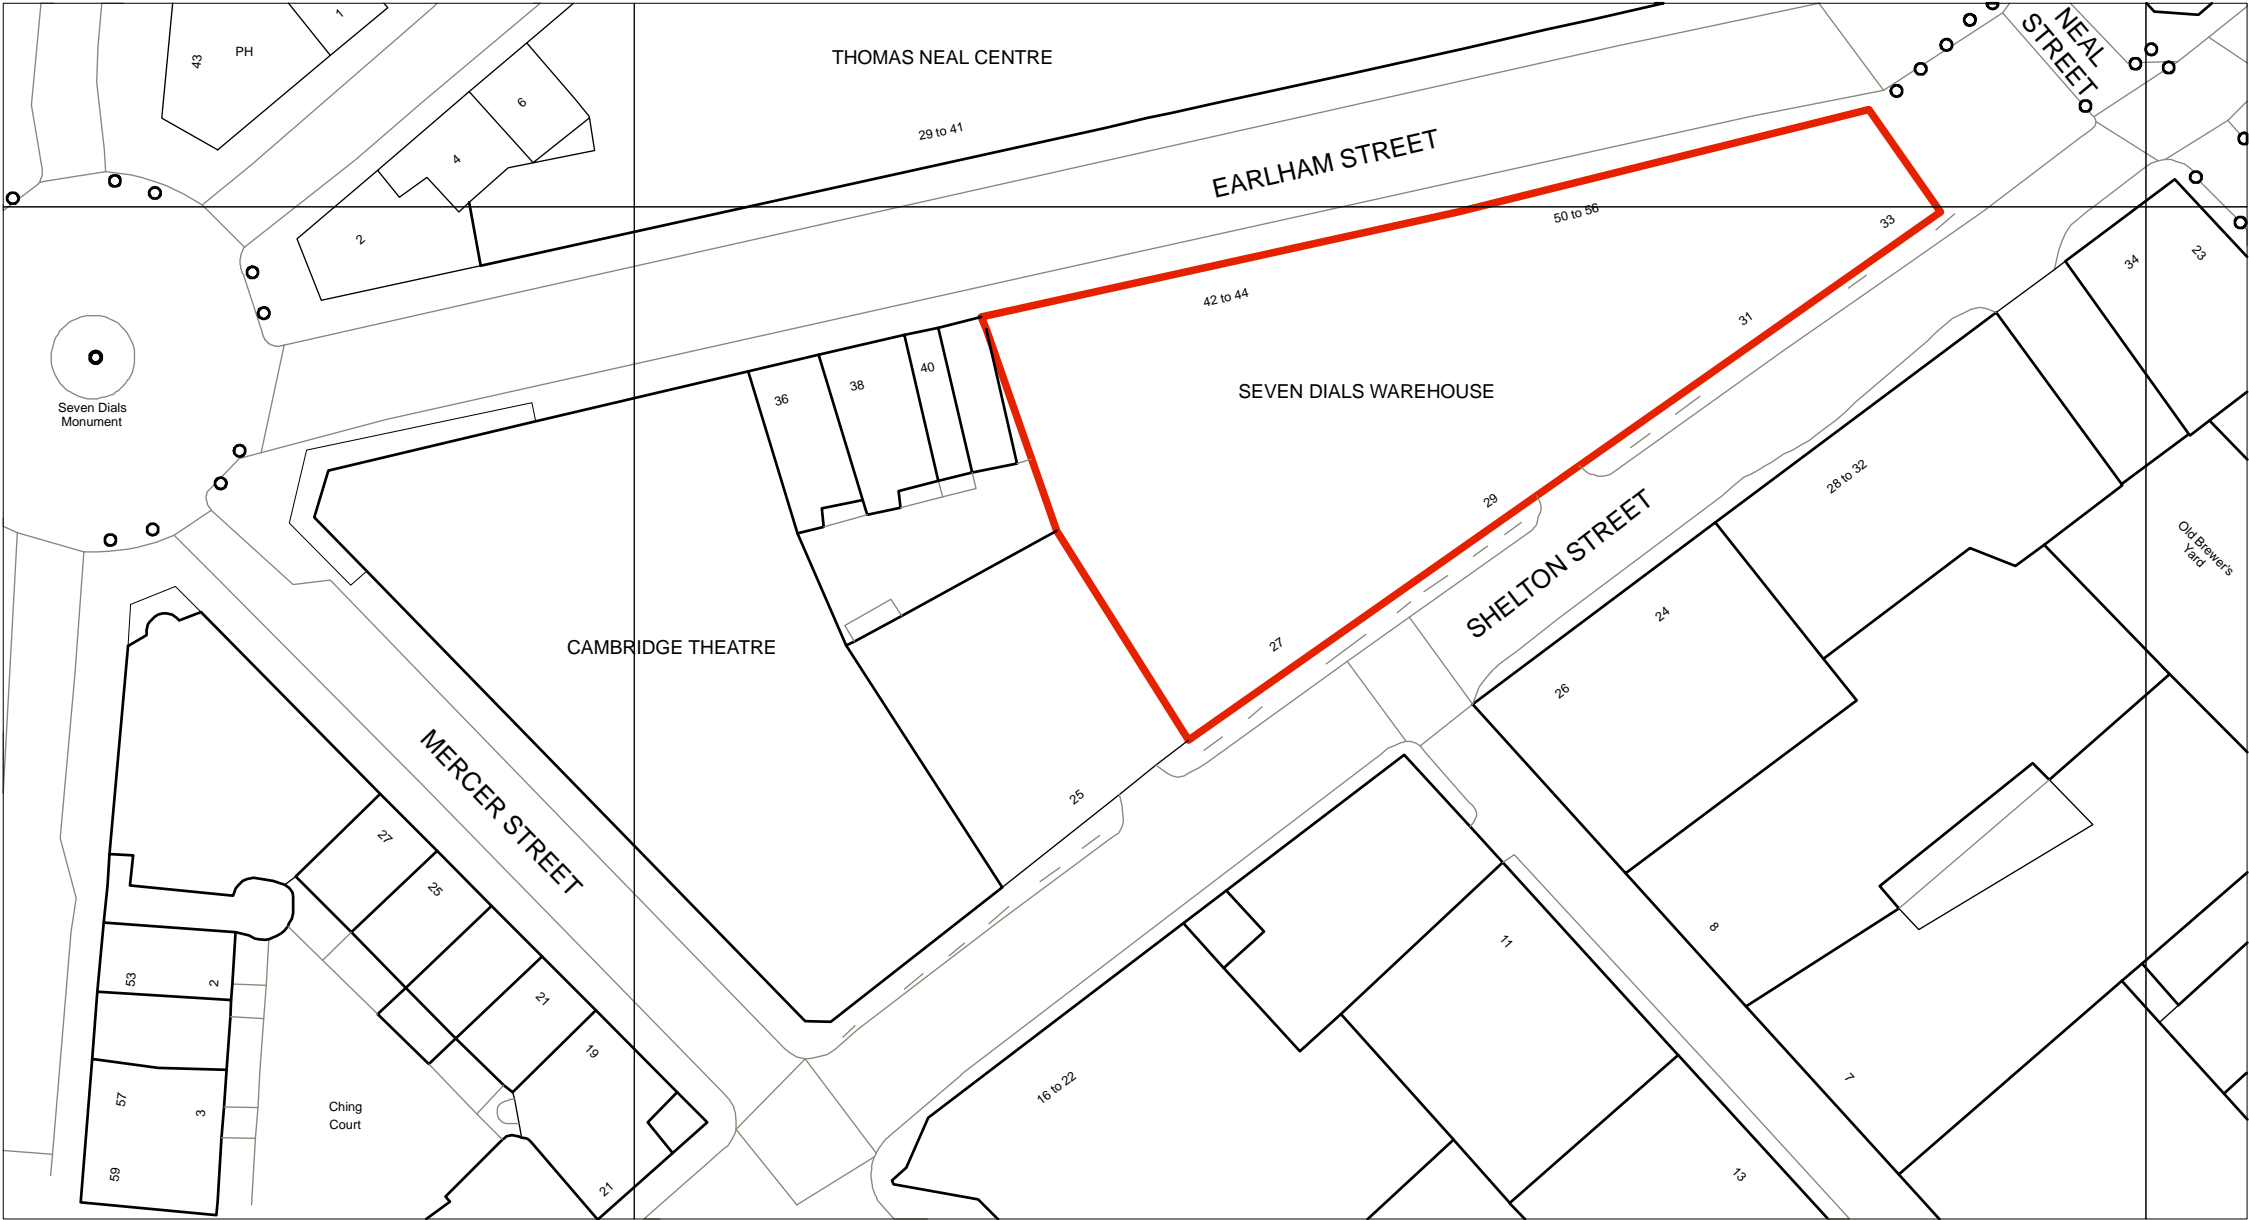 1
43
PH
THOMAS NEAL CENTRE
NEAL
STREET
6
4
29 to 41
EARLHAM STREET
2
50 to 56
33
34
23
42 to 44
31
Seven Dials
Monument
36
38
40
SEVEN DIALS WAREHOUSE
28 to 32
29
SHELTON STREET
Old Brewer's
Yard
24
27
26
CAMBRIDGE THEATRE
MERCER STREET
25
27
25
53
2
21
19
11
8
7
57
3
59
Ching
Court
16 to 22
21
13